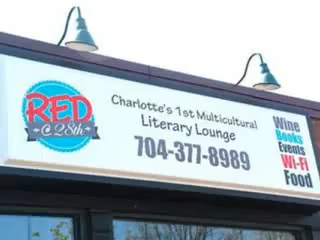 RED
@ 28th
Charlotte's 1st Multicultural
Literary Lounge
704-377-8989
Wine
Books
Events
Wi-Fi
Food